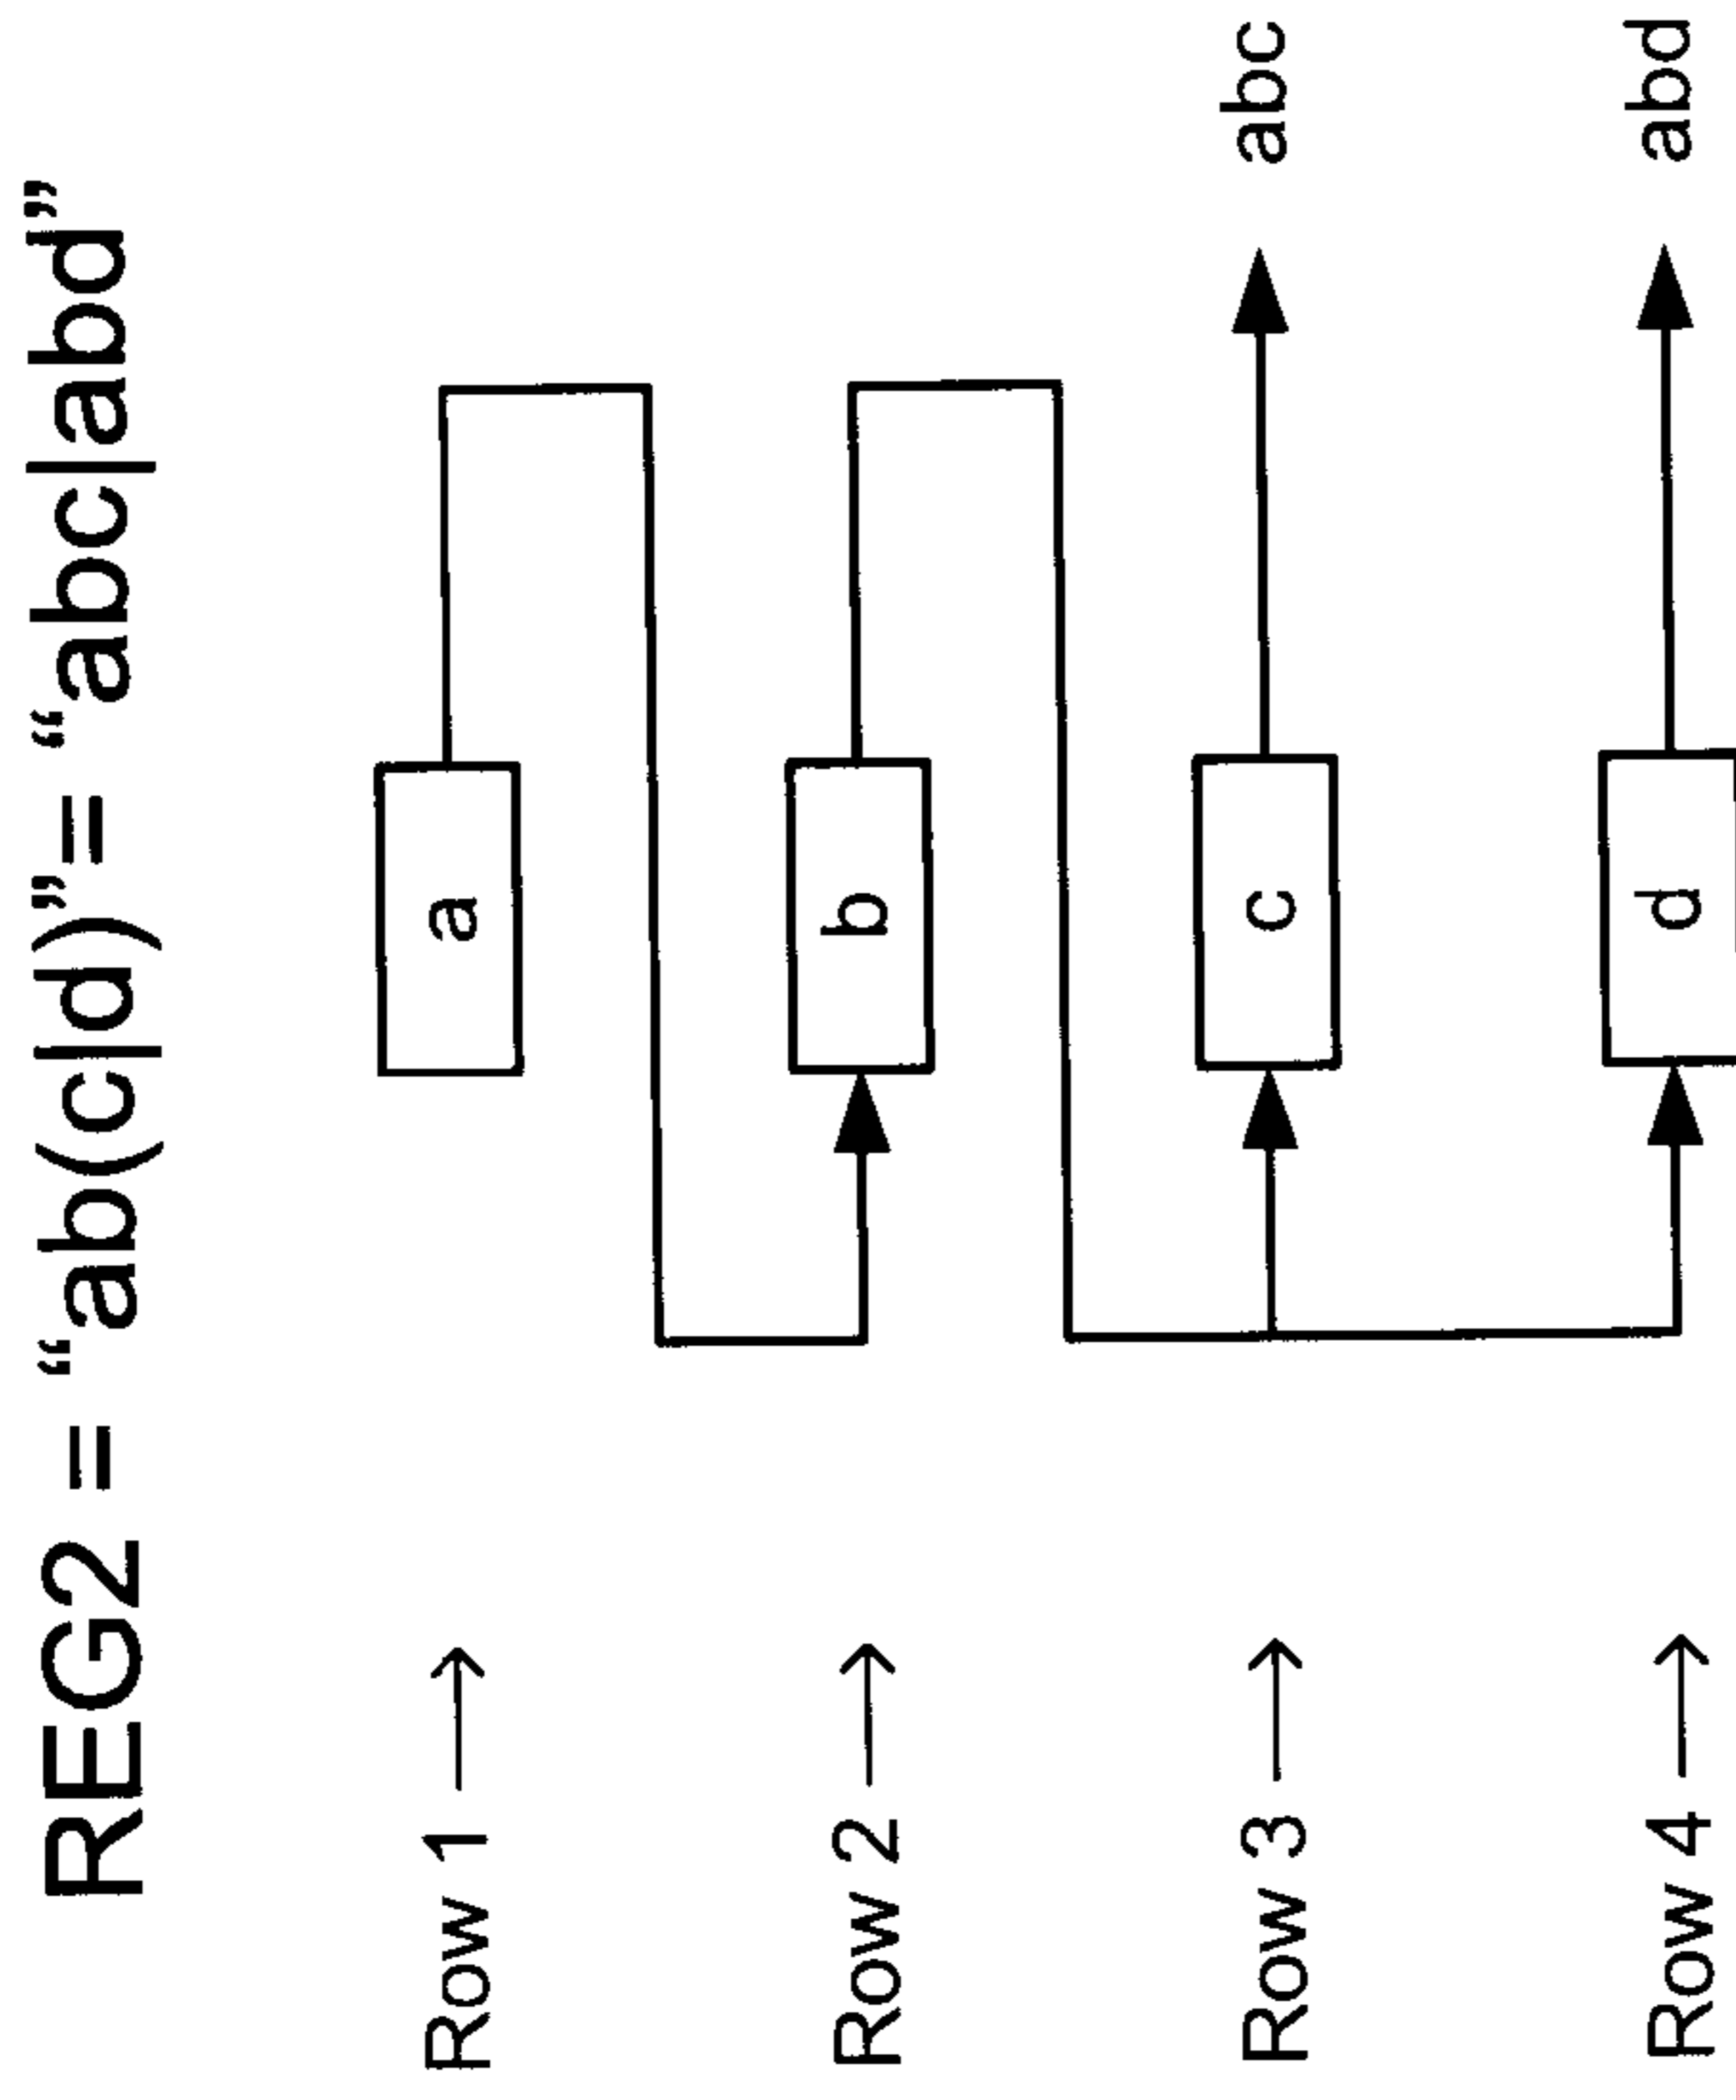 REG2 = “ab(c|d)”= “abc|abd”
Row 1 → a
Row 2 → b
Row 3 → c abc
Row 4 → d abd